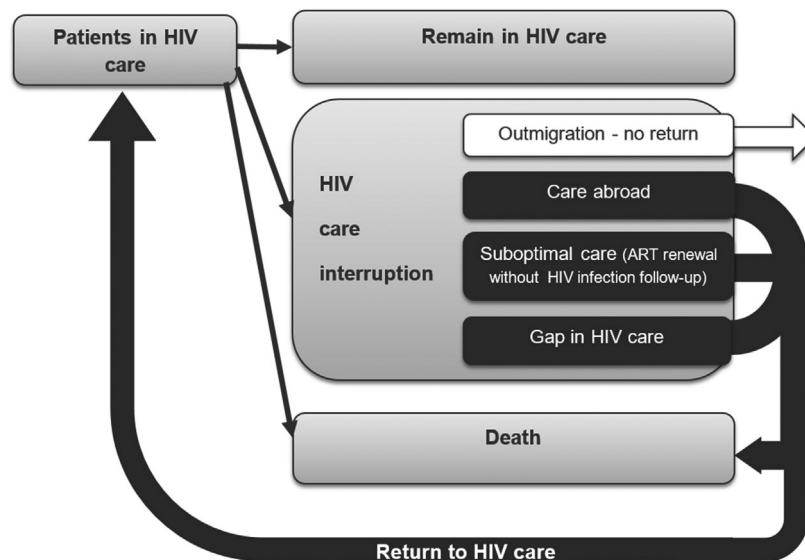 Patients in HIV
care
Remain in HIV care
Outmigration - no return
HIV
care
interruption
Care abroad
Suboptimal care (ART renewal
without HIV infection follow-up)
Gap in HIV care
Death
Return to HIV care